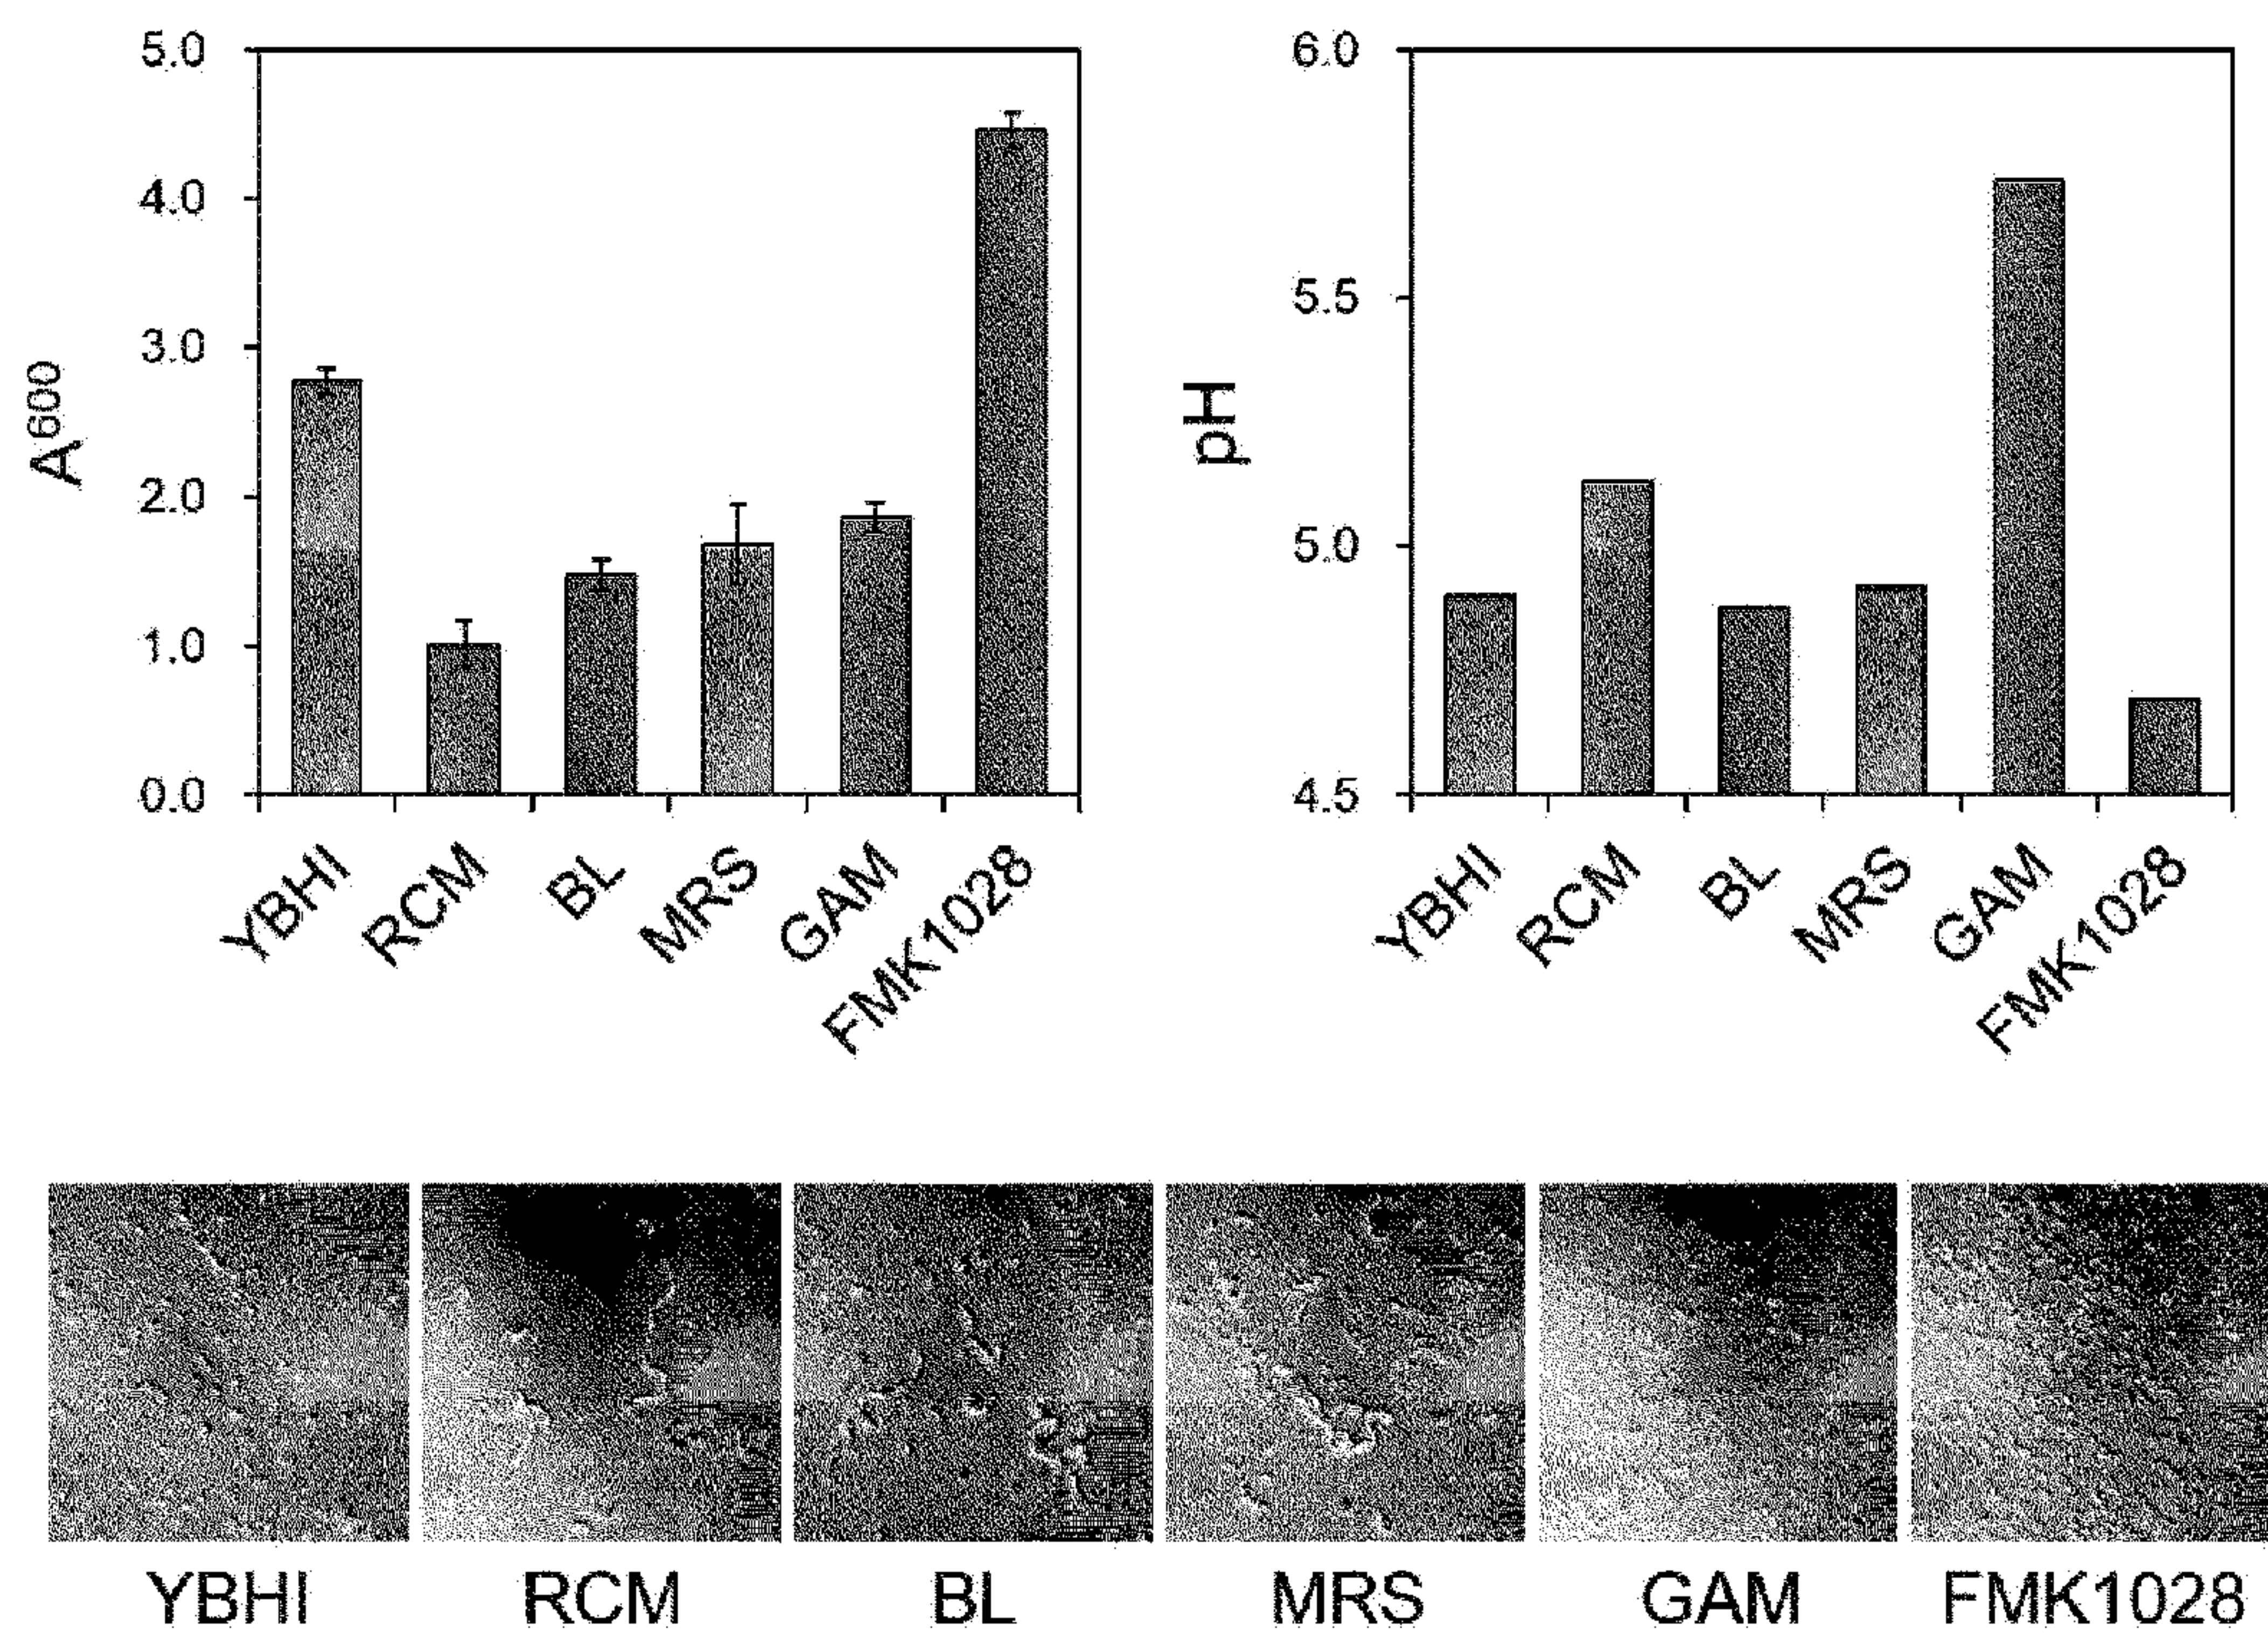 A600
5.0
4.0
3.0
2.0
1.0
0.0
YBHI
RCM
BL
MRS
GAM
FMK1028
pH
6.0
5.5
5.0
4.5
YBHI
RCM
BL
MRS
GAM
FMK1028
YBHI RCM BL MRS GAM FMK1028